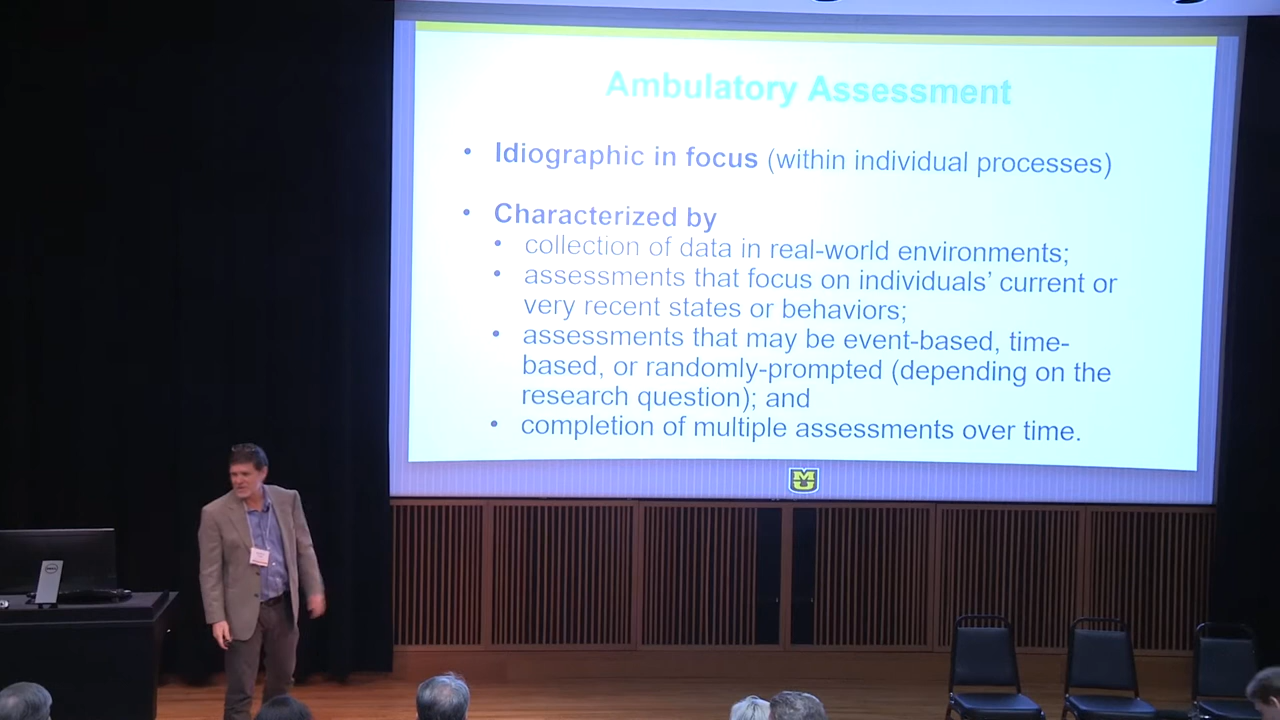 Ambulatory Assessment
• Idiographic in focus (within individual processes)
• Characterized by
• collection of data in real-world environments;
• assessments that focus on individuals’ current or
very recent states or behaviors;
• assessments that may be event-based, time-
based, or randomly-prompted (depending on the
research question); and
• completion of multiple assessments over time.